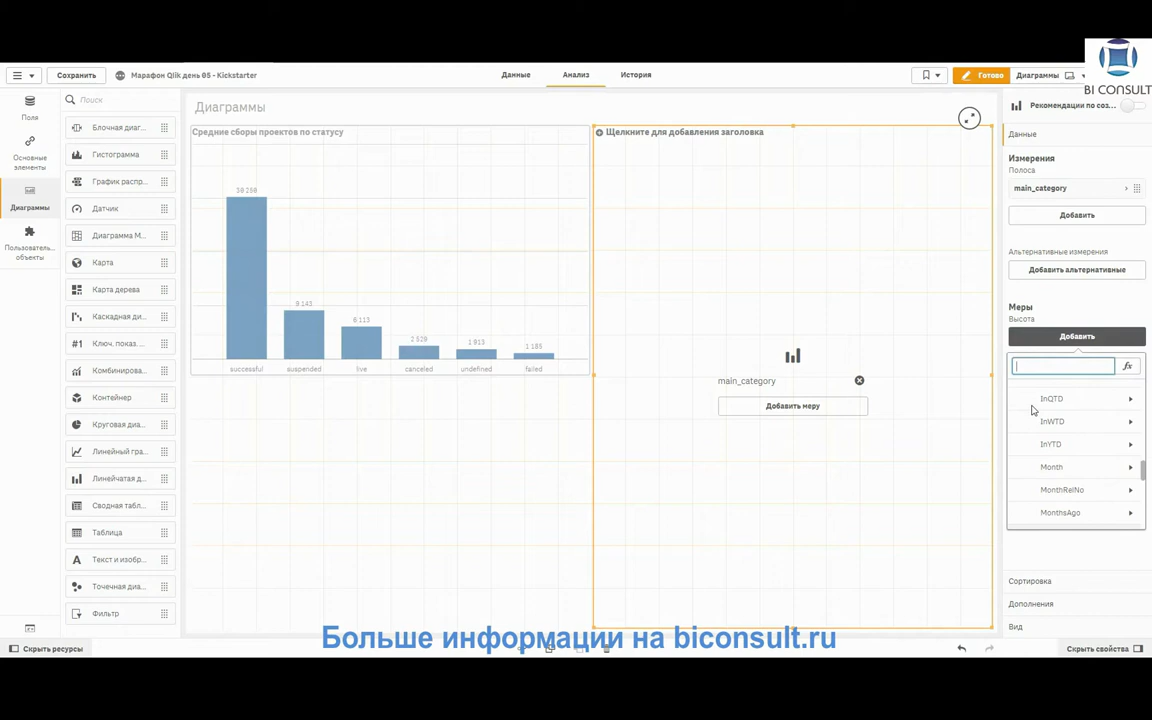 BI CONSULT
Сохранить
Марафон Qlik день 05 - Kickstarter
Данные
Анализ
История
Готово
Диаграммы
Поля
Основные
элементы
Диаграммы
Пользователь...
объекты
Поиск
Блочная диаг...
Гистограмма
График распр...
Датчик
Диаграмма М...
Карта
Карта дерева
Каскадная ди...
#1 Ключ. показ. ...
Комбинирова...
Контейнер
Круговая диа...
Линейный гра...
Линейчатая д...
Сводная табл...
Таблица
Текст и изобр...
Точечная диа...
Фильтр
Диаграммы
Средние сборы проектов по статусу
9 143
6 113
2 529
1 913
1 185
successful
suspended
live
canceled
undefined
failed
Щелкните для добавления заголовка
main_category
Добавить меру
Рекомендации по соз...
Данные
Измерения
Полоса
main_category
Добавить
Альтернативные измерения
Добавить альтернативные
Меры
Высота
Добавить
fx
InQTD
InWTD
InYTD
Month
MonthRelNo
MonthsAgo
Сортировка
Дополнения
Вид
Скрыть ресурсы
Скрыть свойства
Больше информации на biconsult.ru